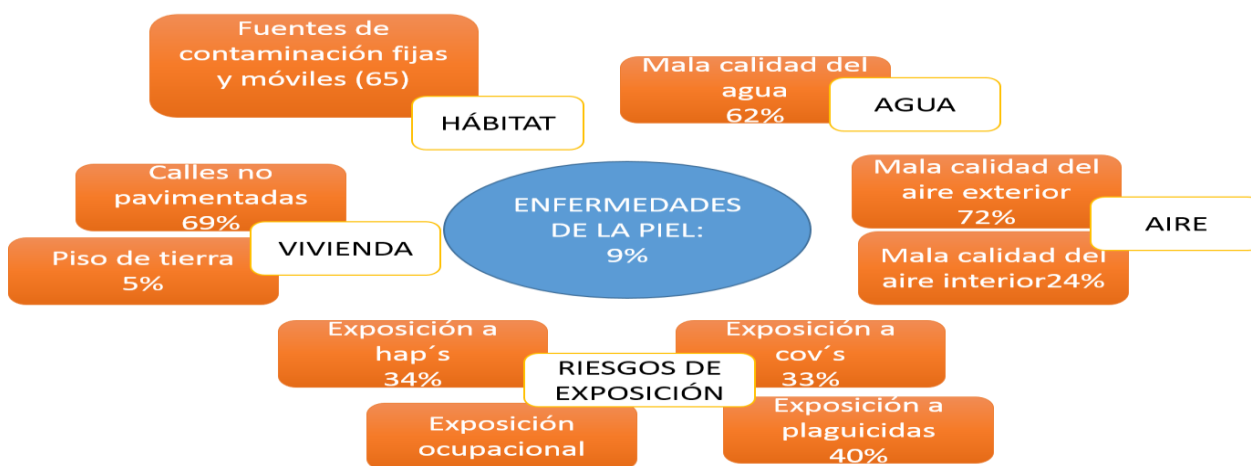 Fuentes de
contaminación fijas
y móviles (65)
HÁBITAT
Mala calidad del
agua
62%
AGUA
Calles no
pavimentadas
69%
Piso de tierra
5%
VIVIENDA
ENFERMEDADES
DE LA PIEL:
9%
Mala calidad del
aire exterior
72%
AIRE
Mala calidad del
aire interior24%
Exposición a
hap´s
34%
RIESGOS DE
EXPOSICIÓN
Exposición a
cov´s
33%
Exposición
ocupacional
Exposición a
plaguicidas
40%